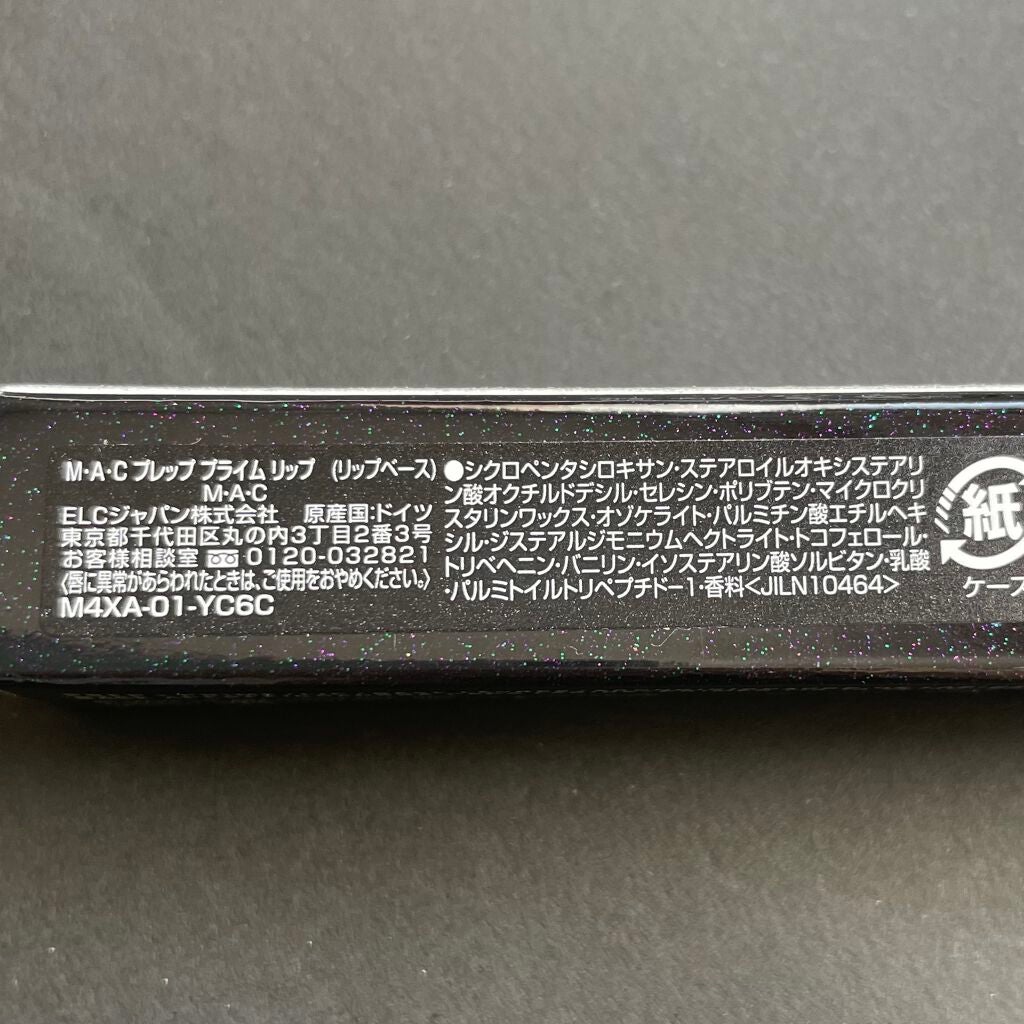 M・A・C プレップ プライム リップ (リップベース)
M・A・C
ELCジャパン株式会社 原産国:ドイツ
東京都千代田区丸の内3丁目2番3号
お客様相談室 0120-032821
〈唇に異常があらわれたときは、ご使用をおやめください。〉
M4XA-01-YC6C
●シクロペンタシロキサン・ステアロイルオキシステアリ
ン酸オクチルドデシル・セレシン・ポリブテン・マイクロクリ
スタリンワックス・オゾケライト・パルミチン酸エチルヘキ
シル・ジステアルジモニウムヘクトライト・トコフェロール・
トリベヘニン・バニリン・イソステアリン酸ソルビタン・乳酸
・パルミトイルトリペプチド-1・香料<JILN10464>
紙
ケース